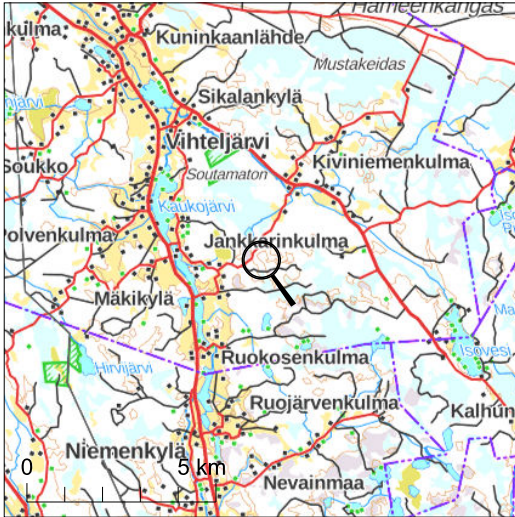 Hämeenkangas
kulma
Kuninkaanlähde
Mustakeidas
Sikalankylä
Vihteljärvi
Kiviniemenkulma
Soukko
Soutamaton
Kaukojärvi
Polvenkulma
Jankkarinkulma
Mäkikylä
Isovesi
Ruokosenkulma
Hirvijärvi
Ruojärvenkulma
Kalhun
Niemenkylä
0
5 km
Nevainmaa